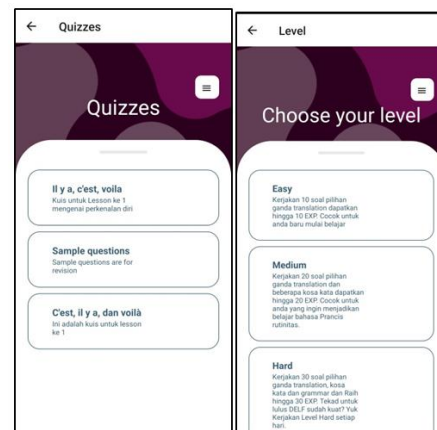 Quizzes
Quizzes
Il y a, c'est, voila
Kuis untuk Lesson ke 1
mengenai perkenalan diri
Sample questions
Sample questions are for
revision
C'est, il y a, dan voilà
Ini adalah kuis untuk lesson
ke 1
Level
Choose your level
Easy
Kerjakan 10 soal pilihan
ganda translation dapatkan
hingga 10 EXP. Cocok untuk
anda baru mulai belajar
Medium
Kerjakan 20 soal pilihan
ganda translation dan
beberapa kosa kata dapatkan
hingga 20 EXP. Cocok untuk
anda yang ingin menjadikan
belajar bahasa Prancis
rutinitas.
Hard
Kerjakan 30 soal pilihan
ganda translation, kosa
kata dan grammar dan Raih
hingga 30 EXP. Tekad untuk
lulus DELF sudah kuat? Yuk
Kerjakan Level Hard setiap
hari.